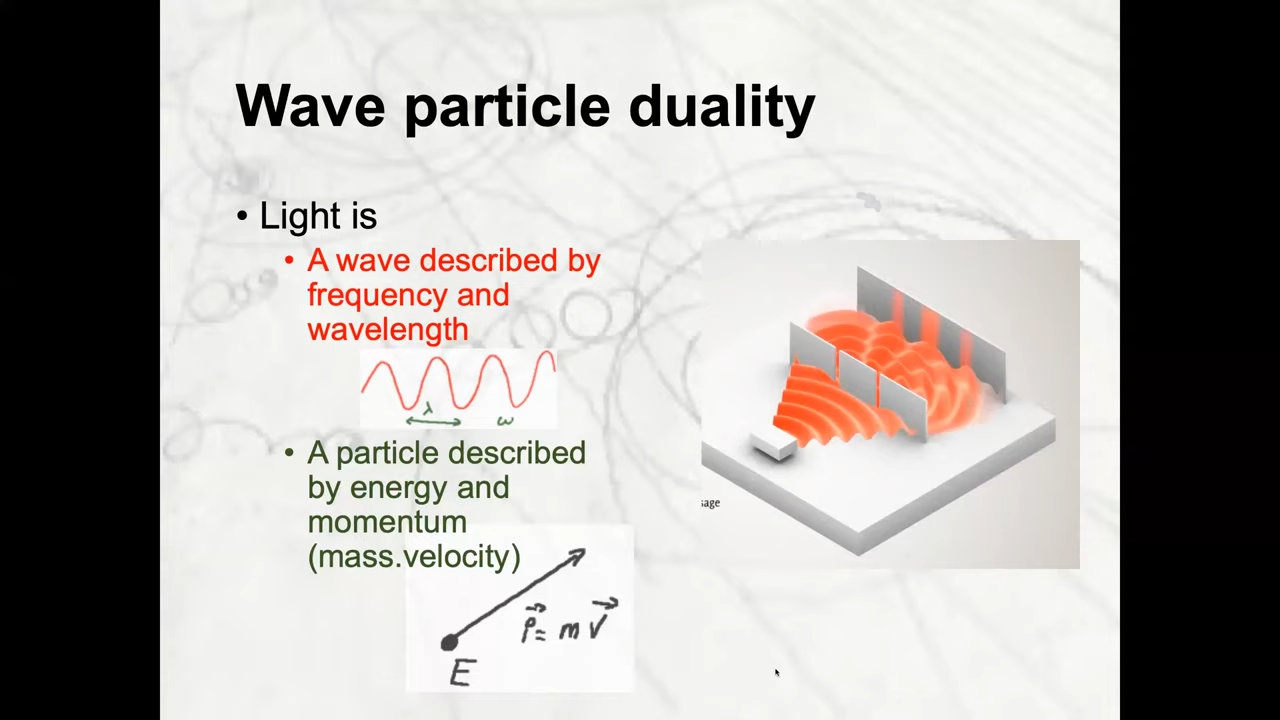 Wave particle duality
• Light is
• A wave described by
frequency and
wavelength
λ
ω
• A particle described
by energy and
momentum
(mass.velocity)
p⃗ = m v⃗
E
sage